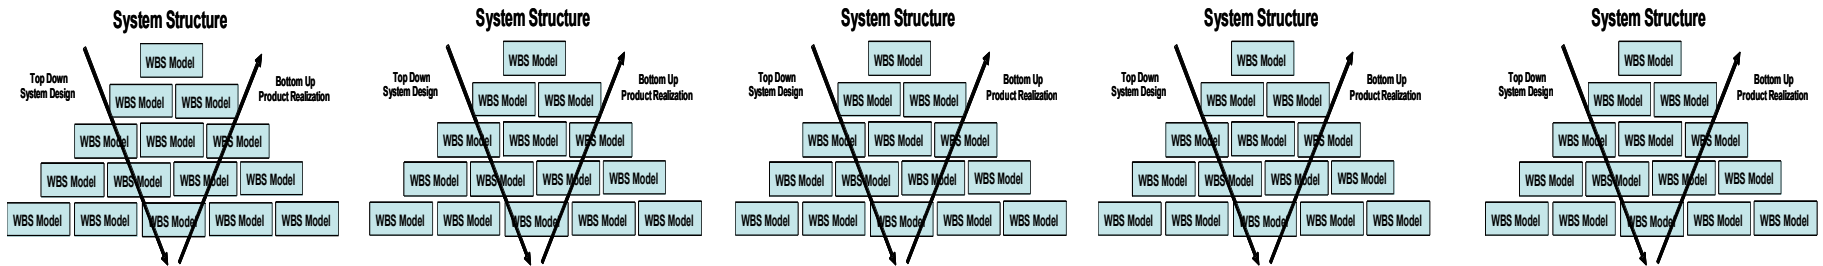 System Structure
WBS Model
Top Down
System Design
Bottom Up
Product Realization
WBS Model WBS Model
WBS Model WBS Model WBS Model
WBS Model WBS Model WBS Model WBS Model
WBS Model WBS Model WBS Model WBS Model WBS Model
System Structure
WBS Model
Top Down
System Design
Bottom Up
Product Realization
WBS Model WBS Model
WBS Model WBS Model WBS Model
WBS Model WBS Model WBS Model WBS Model
WBS Model WBS Model WBS Model WBS Model WBS Model
System Structure
WBS Model
Top Down
System Design
Bottom Up
Product Realization
WBS Model WBS Model
WBS Model WBS Model WBS Model
WBS Model WBS Model WBS Model WBS Model
WBS Model WBS Model WBS Model WBS Model WBS Model
System Structure
WBS Model
Top Down
System Design
Bottom Up
Product Realization
WBS Model WBS Model
WBS Model WBS Model WBS Model
WBS Model WBS Model WBS Model WBS Model
WBS Model WBS Model WBS Model WBS Model WBS Model
System Structure
WBS Model
Top Down
System Design
Bottom Up
Product Realization
WBS Model WBS Model
WBS Model WBS Model WBS Model
WBS Model WBS Model WBS Model WBS Model
WBS Model WBS Model WBS Model WBS Model WBS Model